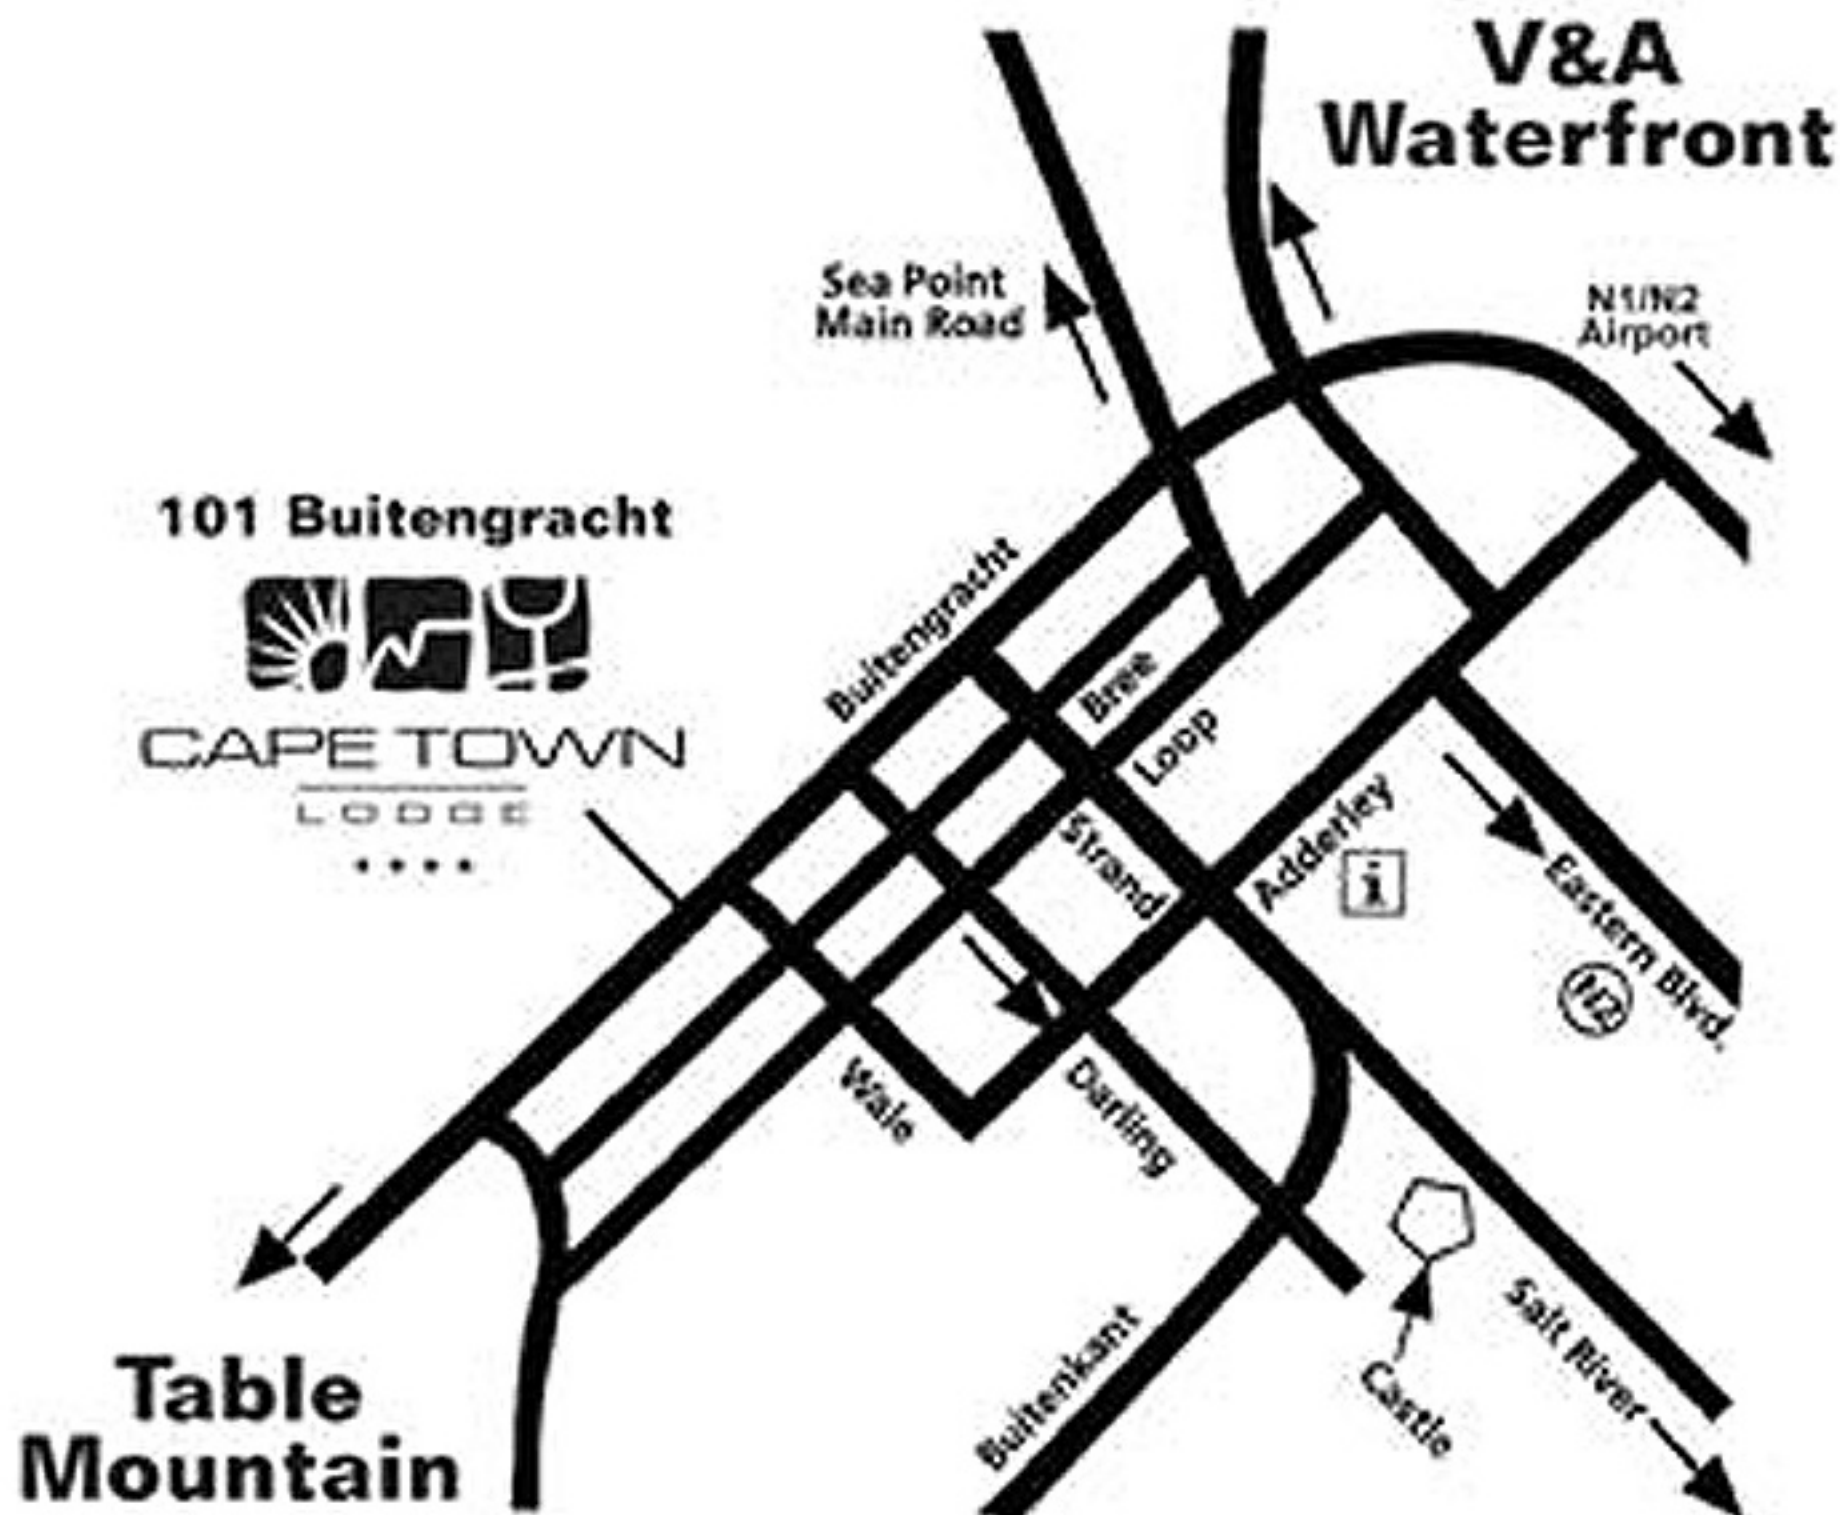 V&A
Waterfront
Sea Point
Main Road
N1/N2
Airport
101 Buitengracht
CAPE TOWN
LODGE
Buitengracht
Bree
Loop
Strand
Adderley
i
Eastern Blvd.
N2
Wale
Darling
Buitenkant
Castle
Salt River
Table
Mountain